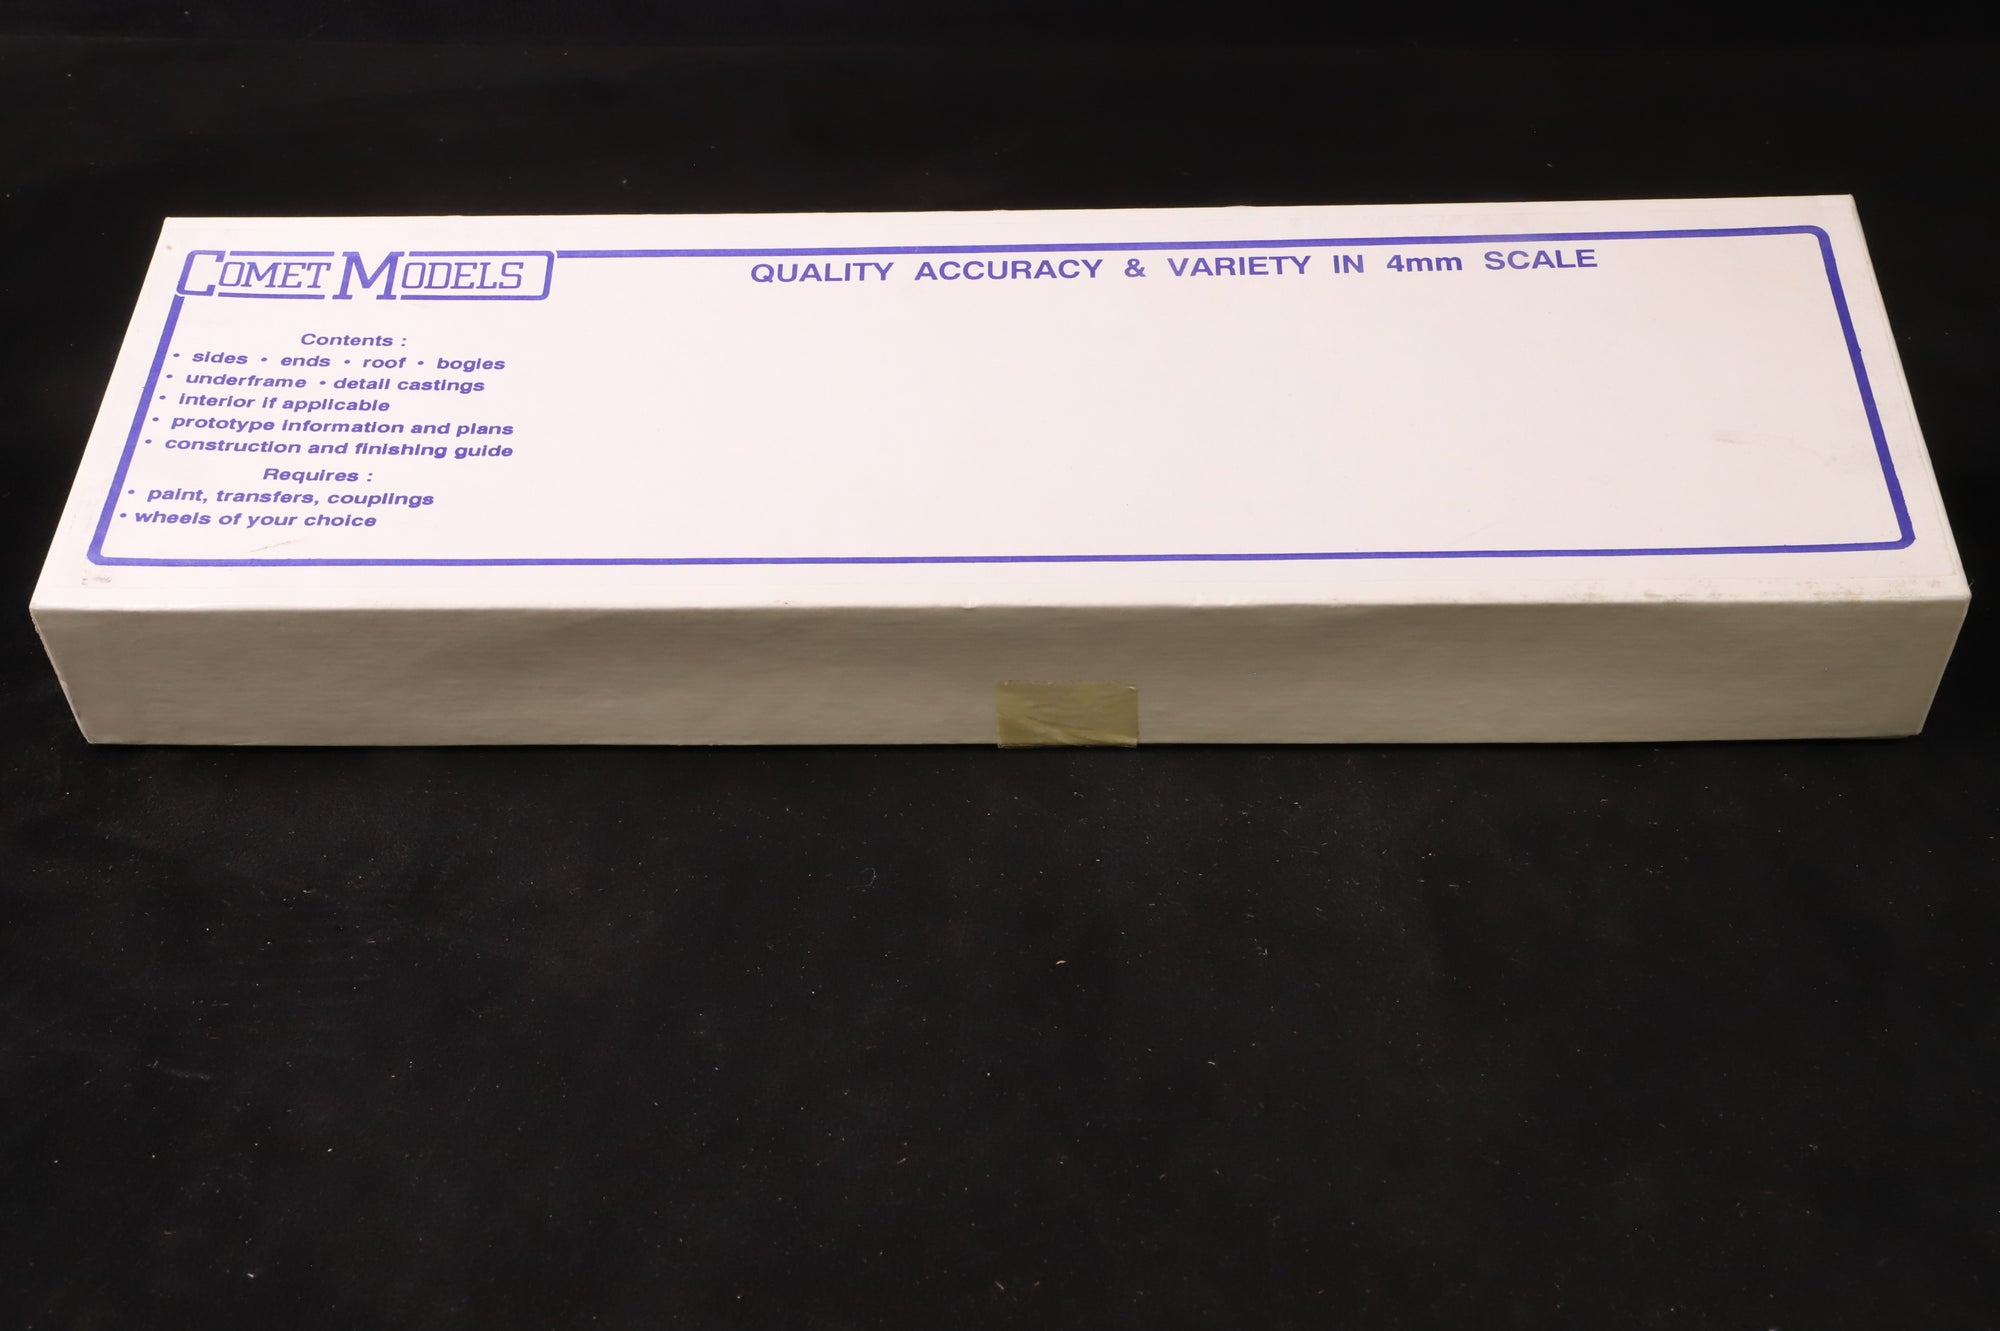 COMET MODELS
QUALITY ACCURACY & VARIETY IN 4mm SCALE
Contents :
• sides • ends • roof • bogies
• underframe • detail castings
• interior if applicable
• prototype information and plans
• construction and finishing guide
Requires :
• paint, transfers, couplings
• wheels of your choice